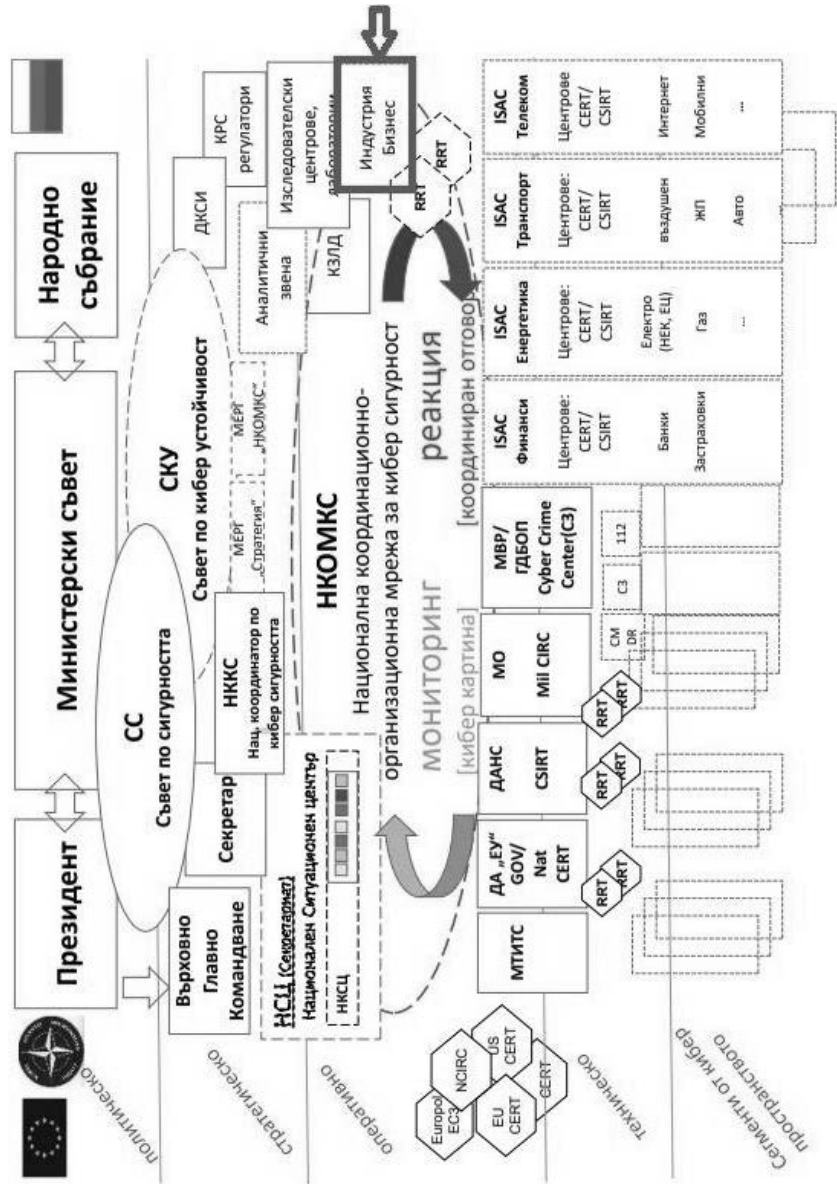 Президент
Министерски съвет
Народно
събрание
политическо
СС
Съвет по сигурността
СКУ
Съвет по кибер устойчивост
Върховно
Главно
Командване
Секретар
НККС
Нац. координатор по
кибер сигурността
МЕРГ
„Стратегия“
МЕРГ
„НКОМКС“
ДКСИ
КРС
регулатори
Аналитични
звена
Изследователски
центрове,
лаборатории
Индустрия
Бизнес
КЗЛД
стратегическо
НСЦ (Секретариат)
Национален Ситуационен център
НКСЦ
НКОМКС
Национална координационно-
организационна мрежа за кибер сигурност
мониторинг
[кибер картина]
реакция
[координиран отговор]
RRT
RRT
оперативно
Europol
EC3
NCIRC
EU
CERT
US
CERT
CERT
МТИТС
ДА „ЕУ“
GOV/
Nat
CERT
ДАНС
CSIRT
МО
Mil CIRC
МВР/
ГДБОП
Cyber Crime
Center(C3)
RRT
RRT
RRT
RRT
RRT
RRT
CM
DR
C3
112
ISAC
Финанси
Центрове:
CERT/
CSIRT
Банки
Застраховки
ISAC
Енергетика
Центрове:
CERT/
CSIRT
Електро
(НЕК, ЕЦ)
Газ
...
ISAC
Транспорт
Центрове:
CERT/
CSIRT
въздушен
ЖП
Авто
ISAC
Телеком
Центрове
CERT/
CSIRT
Интернет
Мобилни
...
техническо
Сегменти от кибер
пространството